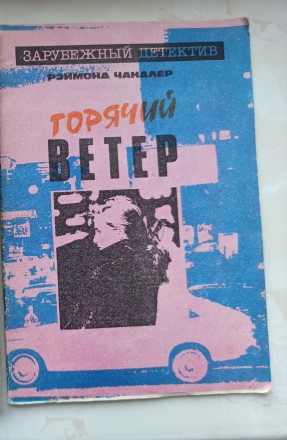 ЗАРУБЕЖНЫЙ ДЕТЕКТИВ
РЭЙМОНД ЧАНДЛЕР
ГОРЯЧИЙ
ВЕТЕР